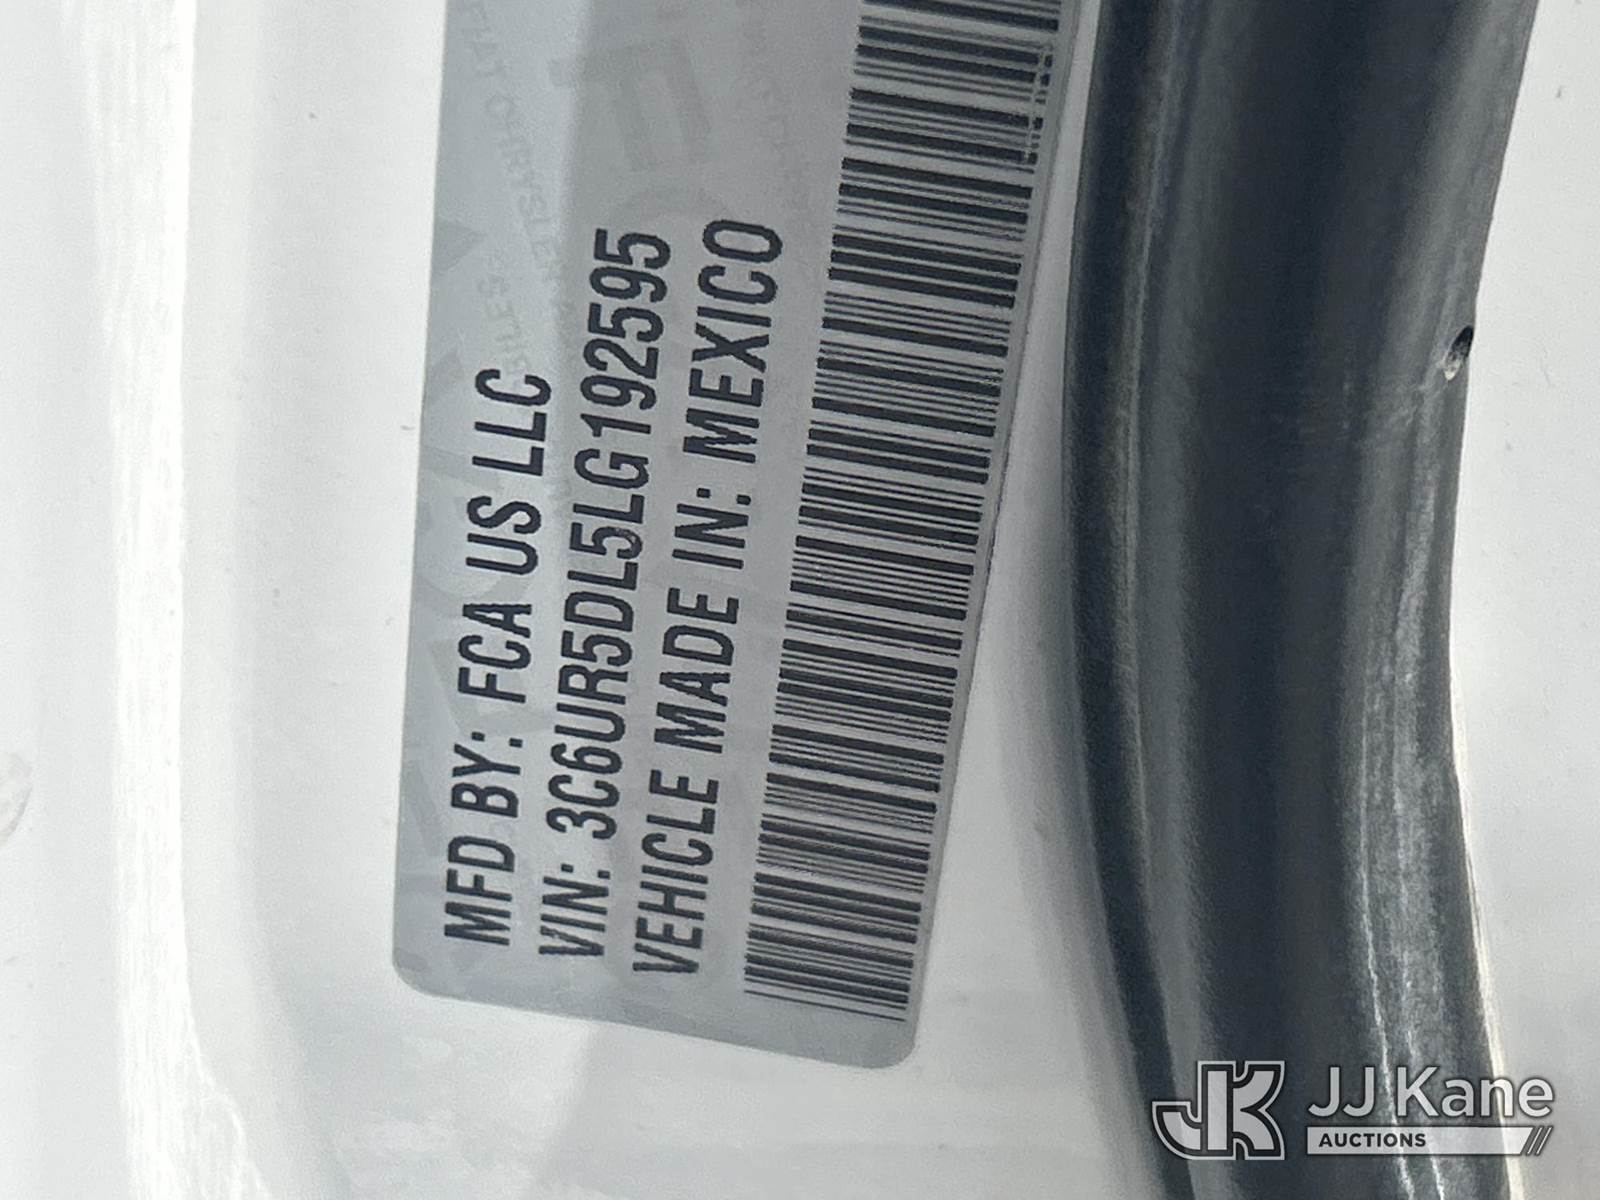 MFD BY: FCA US LLC
VIN: 3C6UR5DL5LG192595
VEHICLE MADE IN: MEXICO
JJ Kane
AUCTIONS